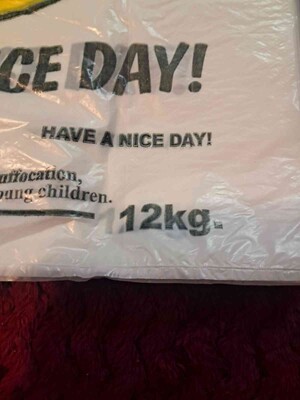 CE DAY!
HAVE A NICE DAY!
uffocation,
oung children.
12kg